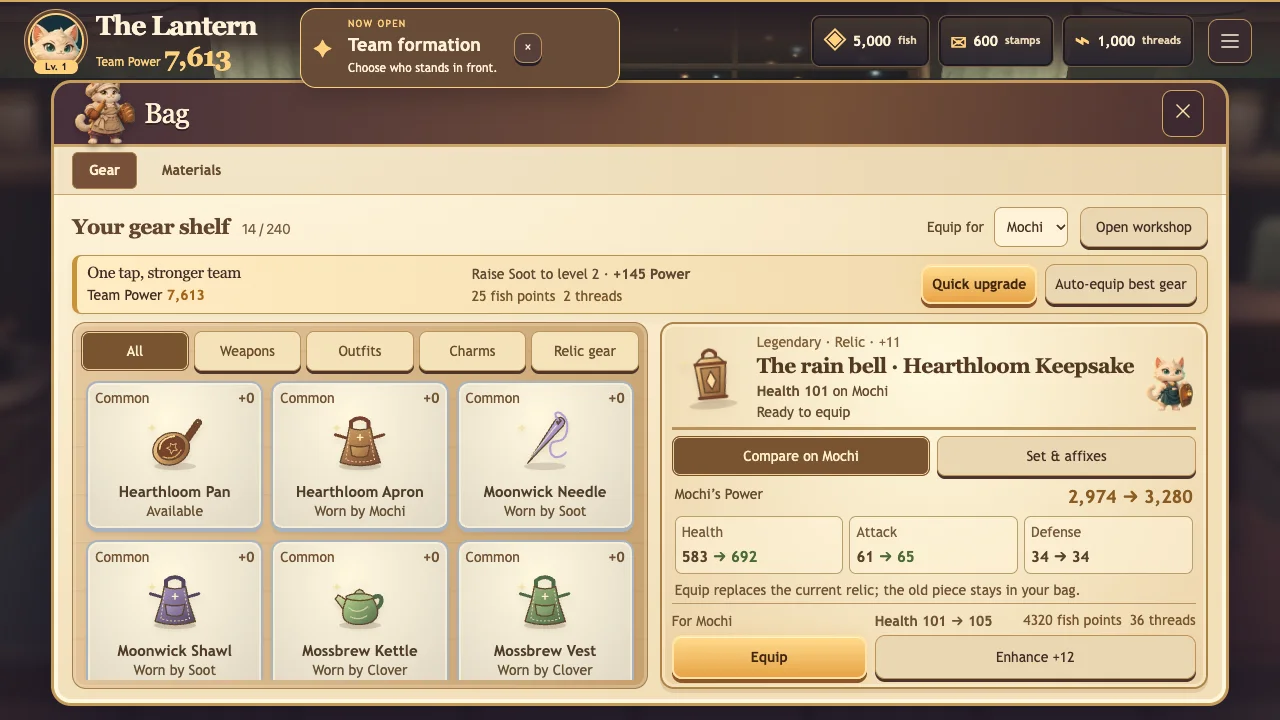 The Lantern
Team Power 7,613
Lv. 1
NOW OPEN
Team formation
Choose who stands in front.
×
5,000 fish
600 stamps
1,000 threads
Bag
Gear
Materials
Your gear shelf 14 / 240
Equip for
Mochi
Open workshop
One tap, stronger team
Team Power 7,613
Raise Soot to level 2 · +145 Power
25 fish points 2 threads
Quick upgrade
Auto-equip best gear
All
Weapons
Outfits
Charms
Relic gear
Common +0
Hearthloom Pan
Available
Common +0
Hearthloom Apron
Worn by Mochi
Common +0
Moonwick Needle
Worn by Soot
Common +0
Moonwick Shawl
Worn by Soot
Common +0
Mossbrew Kettle
Worn by Clover
Common +0
Mossbrew Vest
Worn by Clover
Legendary · Relic · +11
The rain bell · Hearthloom Keepsake
Health 101 on Mochi
Ready to equip
Compare on Mochi
Set & affixes
Mochi's Power
2,974 → 3,280
Health
583 → 692
Attack
61 → 65
Defense
34 → 34
Equip replaces the current relic; the old piece stays in your bag.
For Mochi
Health 101 → 105
4320 fish points 36 threads
Equip
Enhance +12